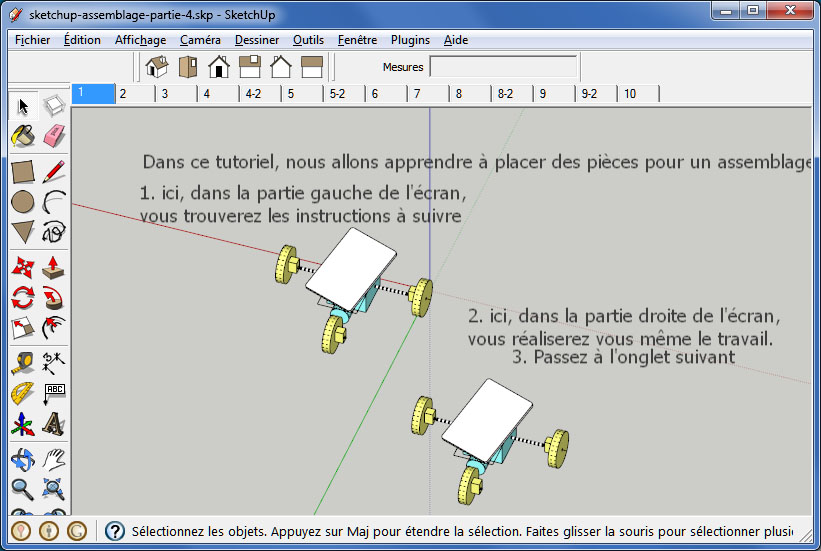 sketchup-assemblage-partie-4.skp - SketchUp
Fichier Édition Affichage Caméra Dessiner Outils Fenêtre Plugins Aide
Mesures
1 2 3 4 4-2 5 5-2 6 7 8 8-2 9 9-2 10
Dans ce tutoriel, nous allons apprendre à placer des pièces pour un assemblage
1. ici, dans la partie gauche de l'écran,
vous trouverez les instructions à suivre
2. ici, dans la partie droite de l'écran,
vous réaliserez vous même le travail.
3. Passez à l'onglet suivant
ABC
Sélectionnez les objets. Appuyez sur Maj pour étendre la sélection. Faites glisser la souris pour sélectionner plusi